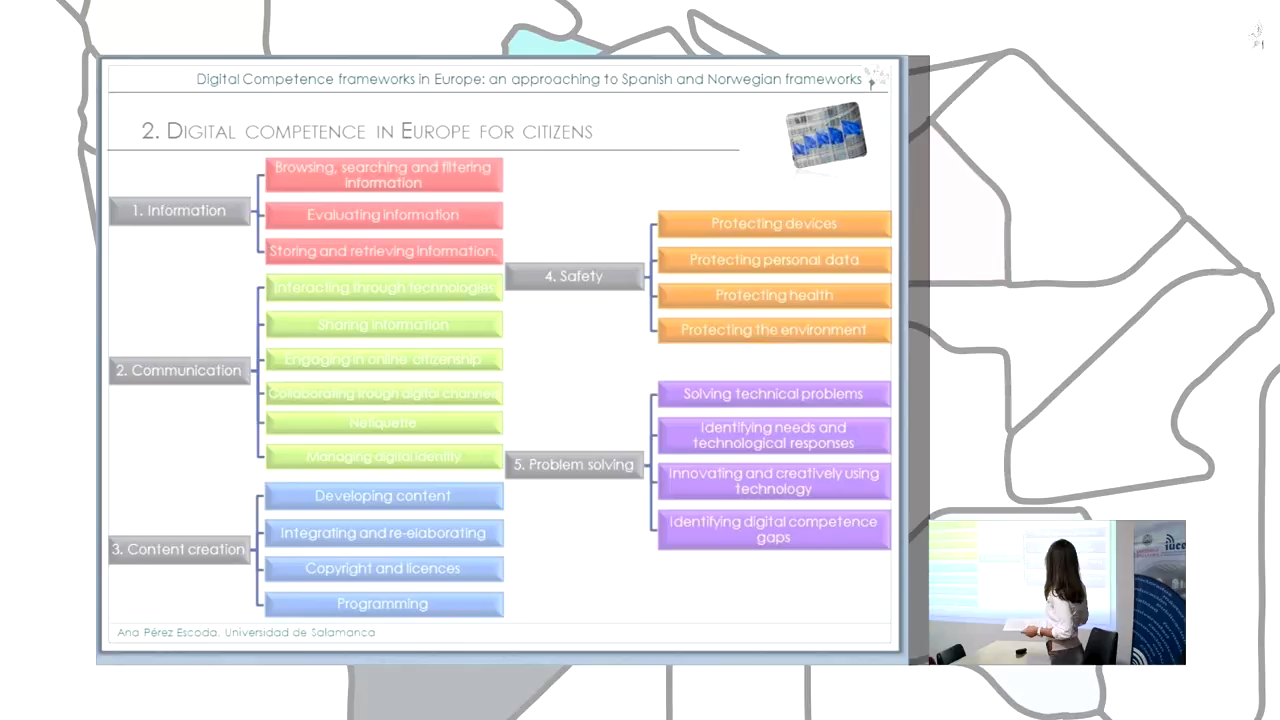 Digital Competence frameworks in Europe: an approaching to Spanish and Norwegian frameworks
2. Digital competence in Europe for citizens
1. Information
Browsing, searching and filtering
information
Evaluating information
Storing and retrieving information.
2. Communication
Interacting through technologies
Sharing information
Engaging in online citizenship
Collaborating trough digital channels
Netiquette
Managing digital identity
3. Content creation
Developing content
Integrating and re-elaborating
Copyright and licences
Programming
4. Safety
Protecting devices
Protecting personal data
Protecting health
Protecting the environment
5. Problem solving
Solving technical problems
Identifying needs and
technological responses
Innovating and creatively using
technology
Identifying digital competence
gaps
Ana Pérez Escoda. Universidad de Salamanca
iuce